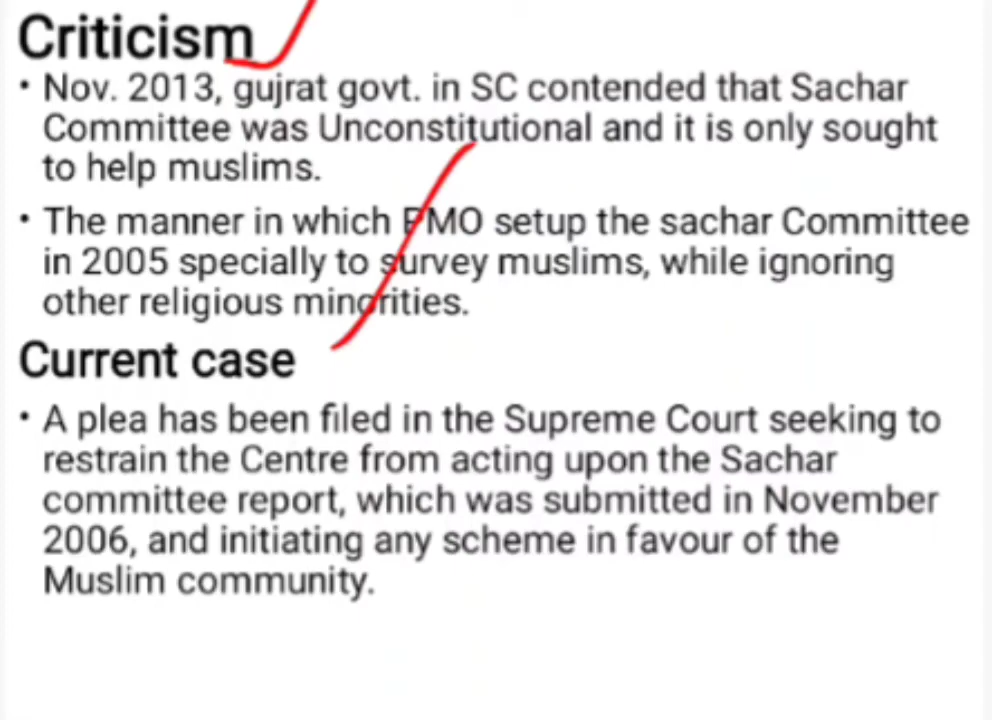 Criticism
• Nov. 2013, gujrat govt. in SC contended that Sachar
Committee was Unconstitutional and it is only sought
to help muslims.
• The manner in which PMO setup the sachar Committee
in 2005 specially to survey muslims, while ignoring
other religious minorities.
Current case
• A plea has been filed in the Supreme Court seeking to
restrain the Centre from acting upon the Sachar
committee report, which was submitted in November
2006, and initiating any scheme in favour of the
Muslim community.